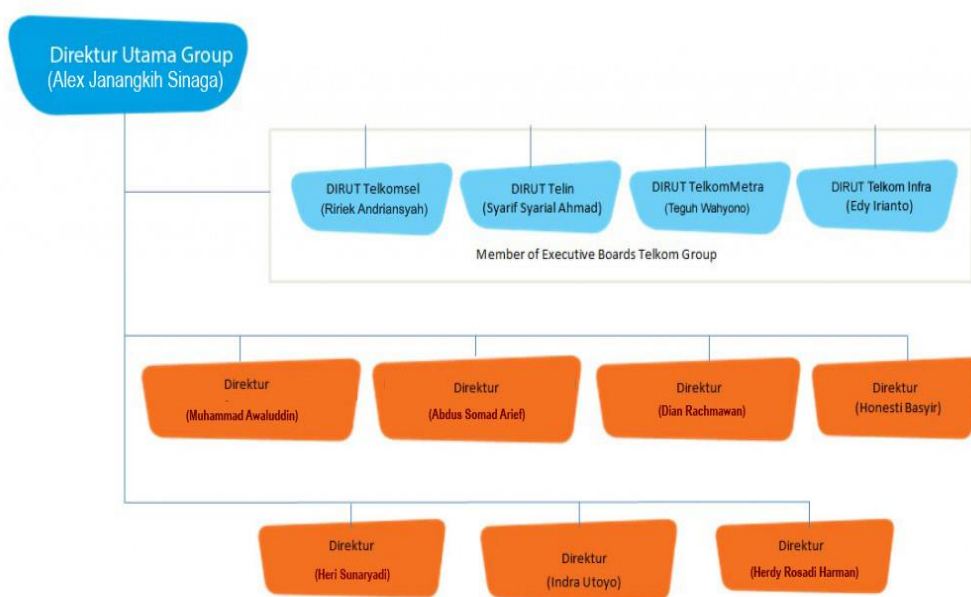 Direktur Utama Group
(Alex Janangkih Sinaga)
DIRUT Telkomsel
(Ririek Andriansyah)
DIRUT Telin
(Syarif Syarial Ahmad)
DIRUT TelkomMetra
(Teguh Wahyono)
DIRUT Telkom Infra
(Edy Irianto)
Member of Executive Boards Telkom Group
Direktur
(Muhammad Awaluddin)
Direktur
(Abdus Somad Arief)
Direktur
(Dian Rachmawan)
Direktur
(Honesti Basyir)
Direktur
(Heri Sunaryadi)
Direktur
(Indra Utoyo)
Direktur
(Herdy Rosadi Harman)